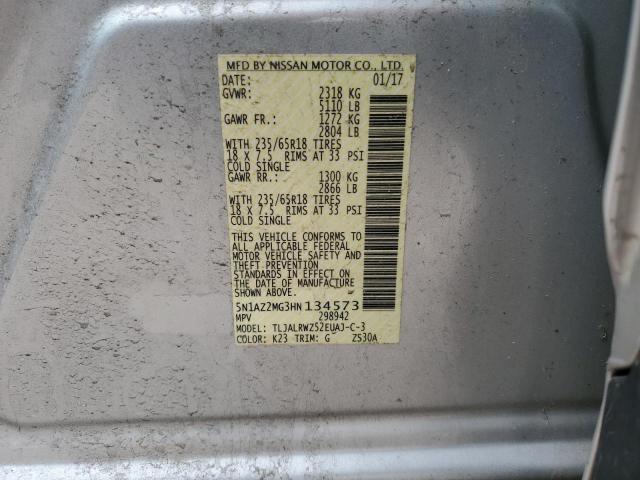 MFD BY NISSAN MOTOR CO., LTD.
DATE: 01/17
GVWR: 2318 KG
5110 LB
GAWR FR.: 1272 KG
2804 LB
WITH 235/65R18 TIRES
18 X 7.5 RIMS AT 33 PSI
COLD SINGLE
GAWR RR.: 1300 KG
2866 LB
WITH 235/65R18 TIRES
18 X 7.5 RIMS AT 33 PSI
COLD SINGLE
THIS VEHICLE CONFORMS TO
ALL APPLICABLE FEDERAL
MOTOR VEHICLE SAFETY AND
THEFT PREVENTION
STANDARDS IN EFFECT ON
THE DATE OF MANUFACTURE
SHOWN ABOVE.
5N1AZ2MG3HN134573
MPV 298942
MODEL: TLJALRWZ52EUAJ-C-3
COLOR: K23 TRIM: G ZS30A